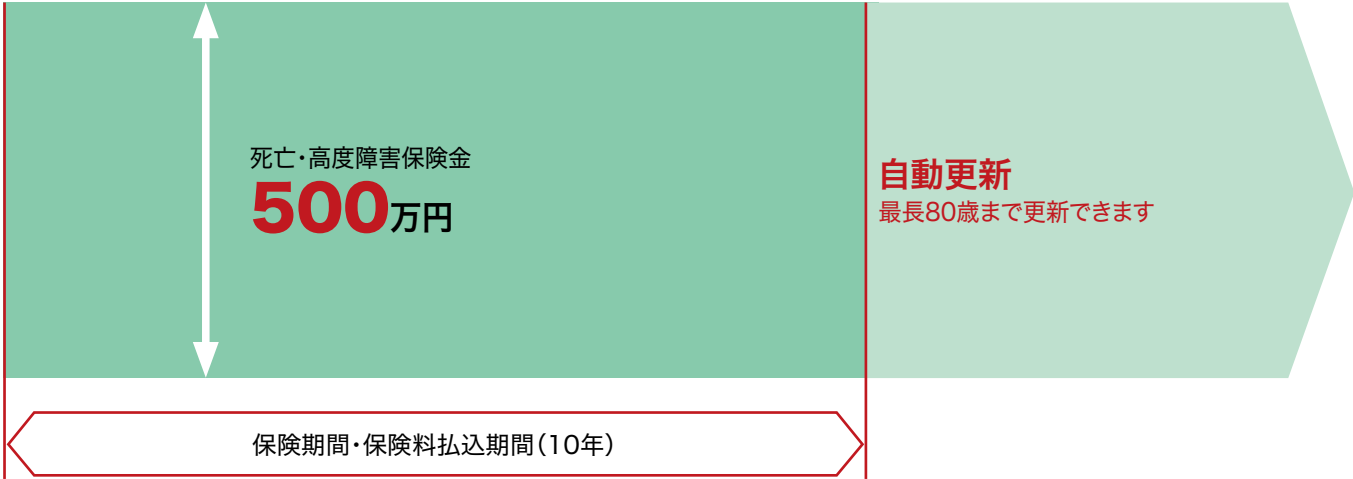 死亡・高度障害保険金
500万円
自動更新
最長80歳まで更新できます
保険期間・保険料払込期間（10年）